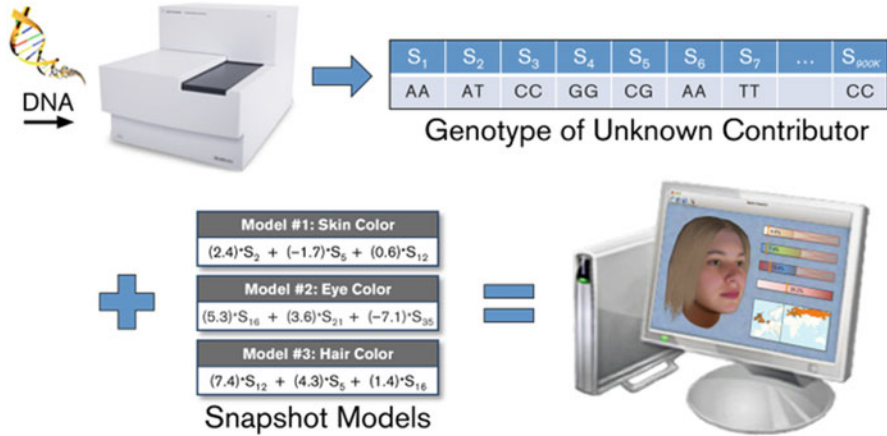 DNA
S1 S2 S3 S4 S5 S6 S7 ... S900K
AA AT CC GG CG AA TT CC
Genotype of Unknown Contributor
Model #1: Skin Color
(2.4)*S2 + (-1.7)*S5 + (0.6)*S12
Model #2: Eye Color
(5.3)*S16 + (3.6)*S21 + (-7.1)*S35
Model #3: Hair Color
(7.4)*S12 + (4.3)*S5 + (1.4)*S16
Snapshot Models